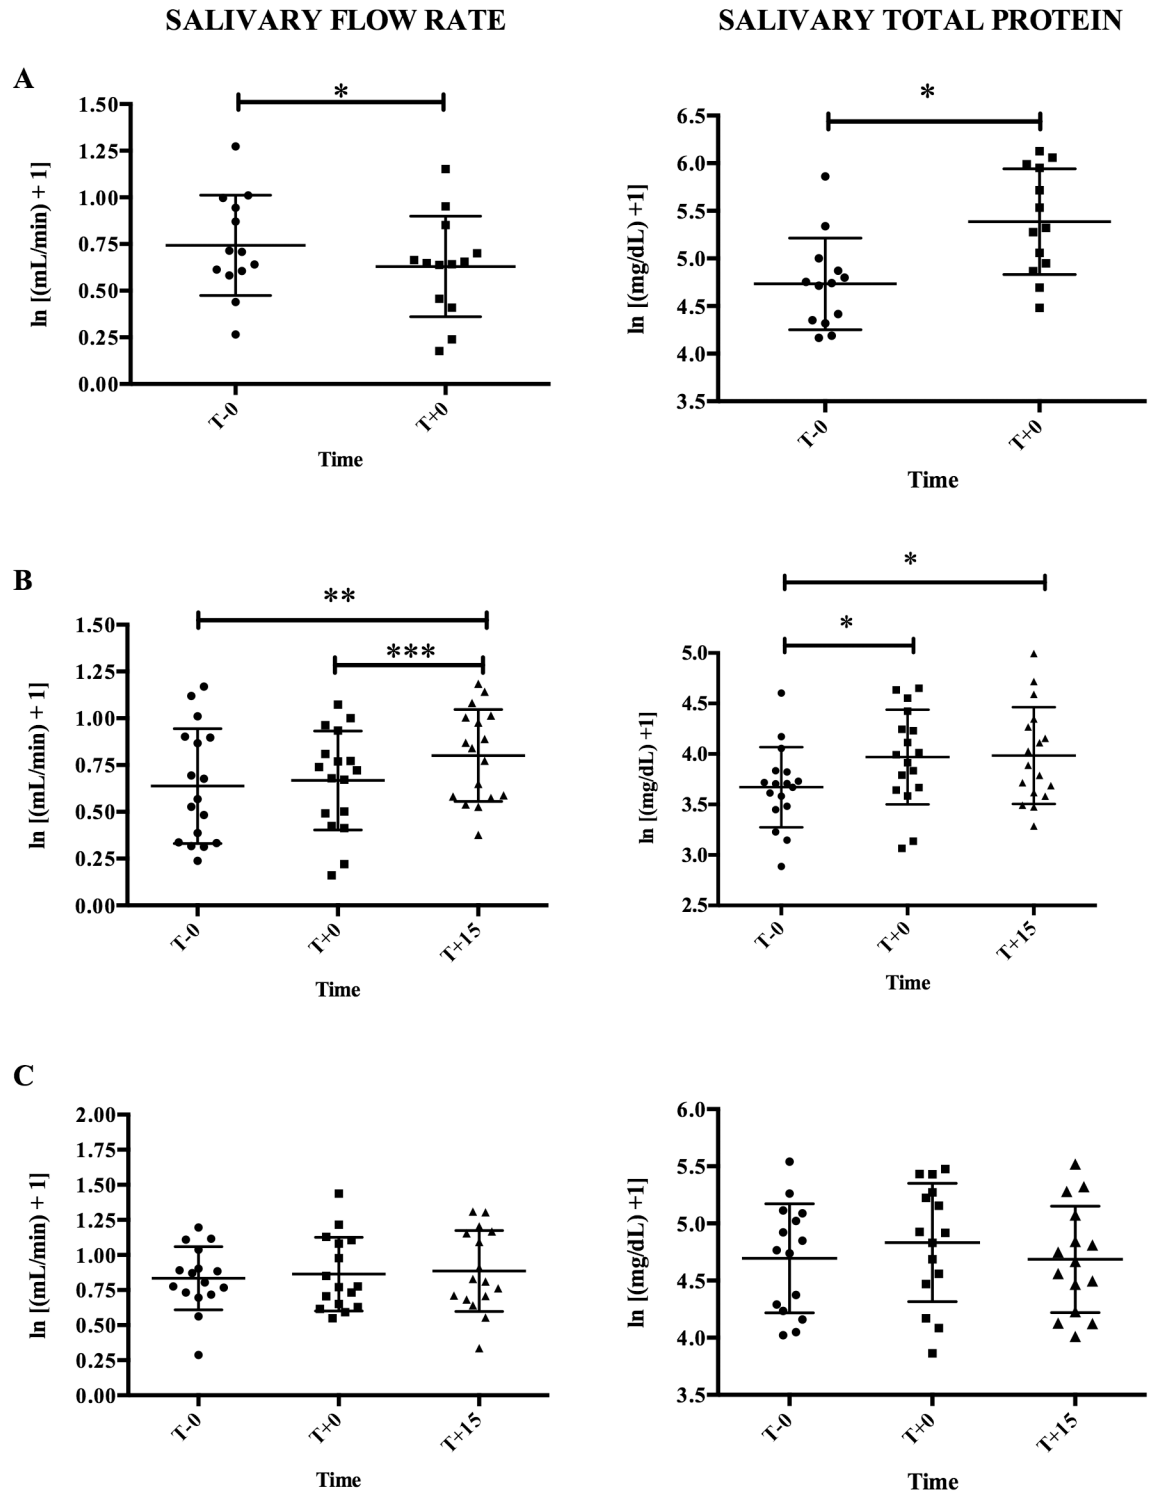 SALIVARY FLOW RATE
SALIVARY TOTAL PROTEIN
A
*
1.50
1.25
1.00
0.75
0.50
0.25
0.00
ln [(mL/min) + 1]
T-0
T+0
Time
*
6.5
6.0
5.5
5.0
4.5
4.0
3.5
ln [(mg/dL) +1]
T-0
T+0
Time
B
**
***
1.50
1.25
1.00
0.75
0.50
0.25
0.00
ln [(mL/min) + 1]
T-0
T+0
T+15
Time
*
*
5.0
4.5
4.0
3.5
3.0
2.5
ln [(mg/dL) +1]
T-0
T+0
T+15
Time
C
2.00
1.75
1.50
1.25
1.00
0.75
0.50
0.25
0.00
ln [(mL/min) + 1]
T-0
T+0
T+15
Time
6.0
5.5
5.0
4.5
4.0
3.5
ln [(mg/dL) +1]
T-0
T+0
T+15
Time